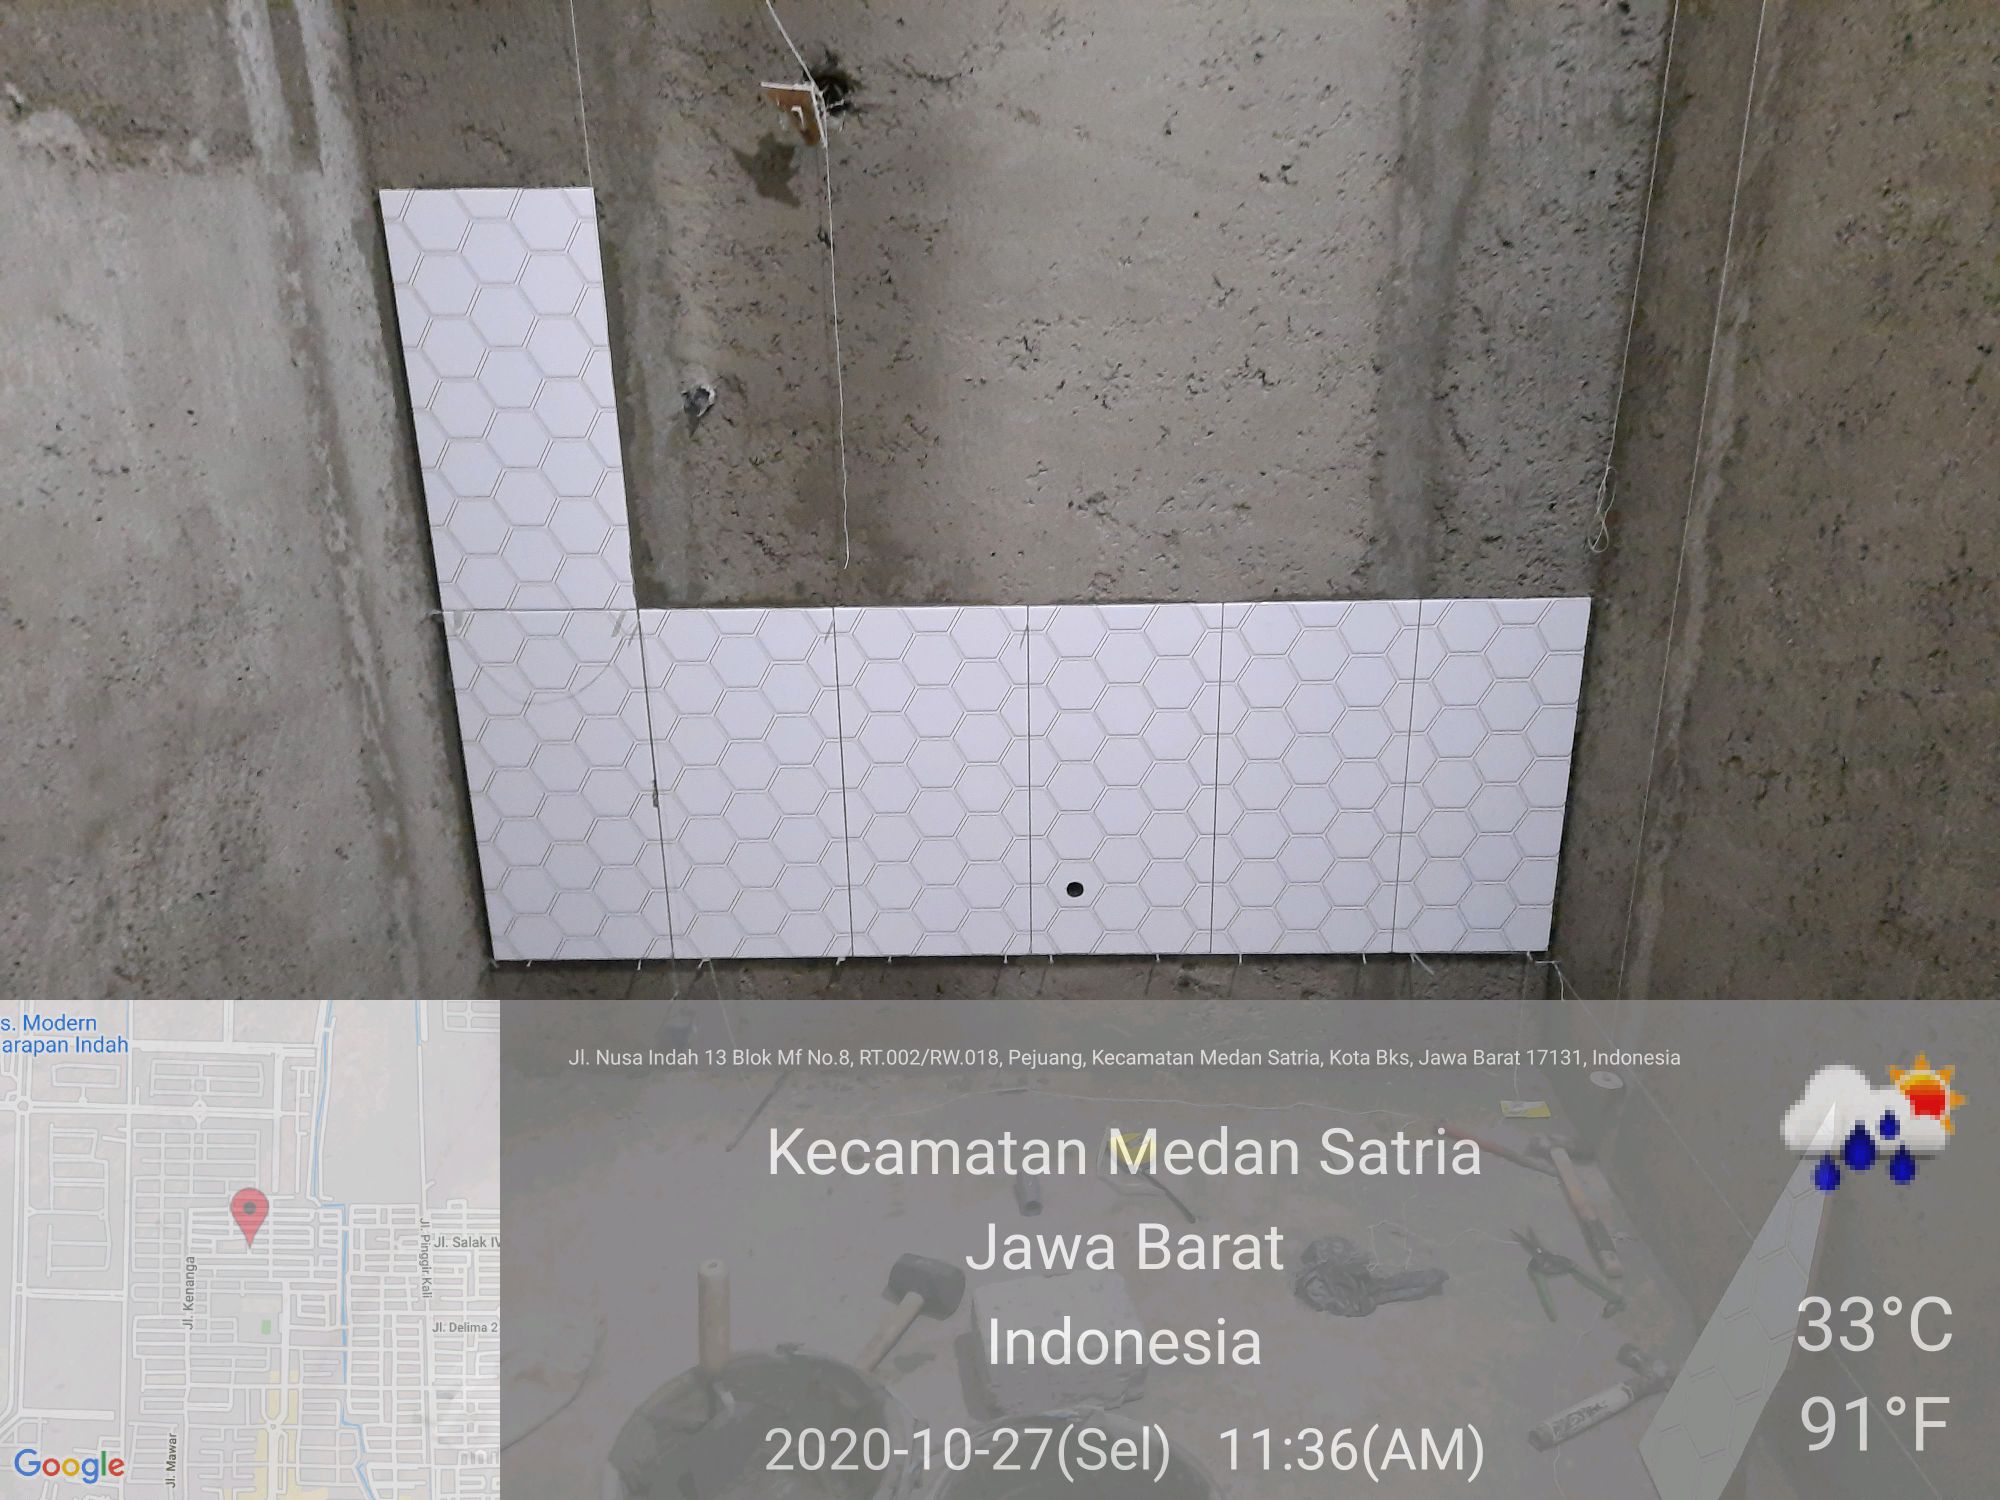 s. Modern
arapan Indah
Jl. Salak IV
Jl. Pinggir Kali
Jl. Kenanga
Jl. Delima 2
Jl. Mawar
Google
Jl. Nusa Indah 13 Blok Mf No.8, RT.002/RW.018, Pejuang, Kecamatan Medan Satria, Kota Bks, Jawa Barat 17131, Indonesia
Kecamatan Medan Satria
Jawa Barat
Indonesia
2020-10-27(Sel) 11:36(AM)
33°C
91°F